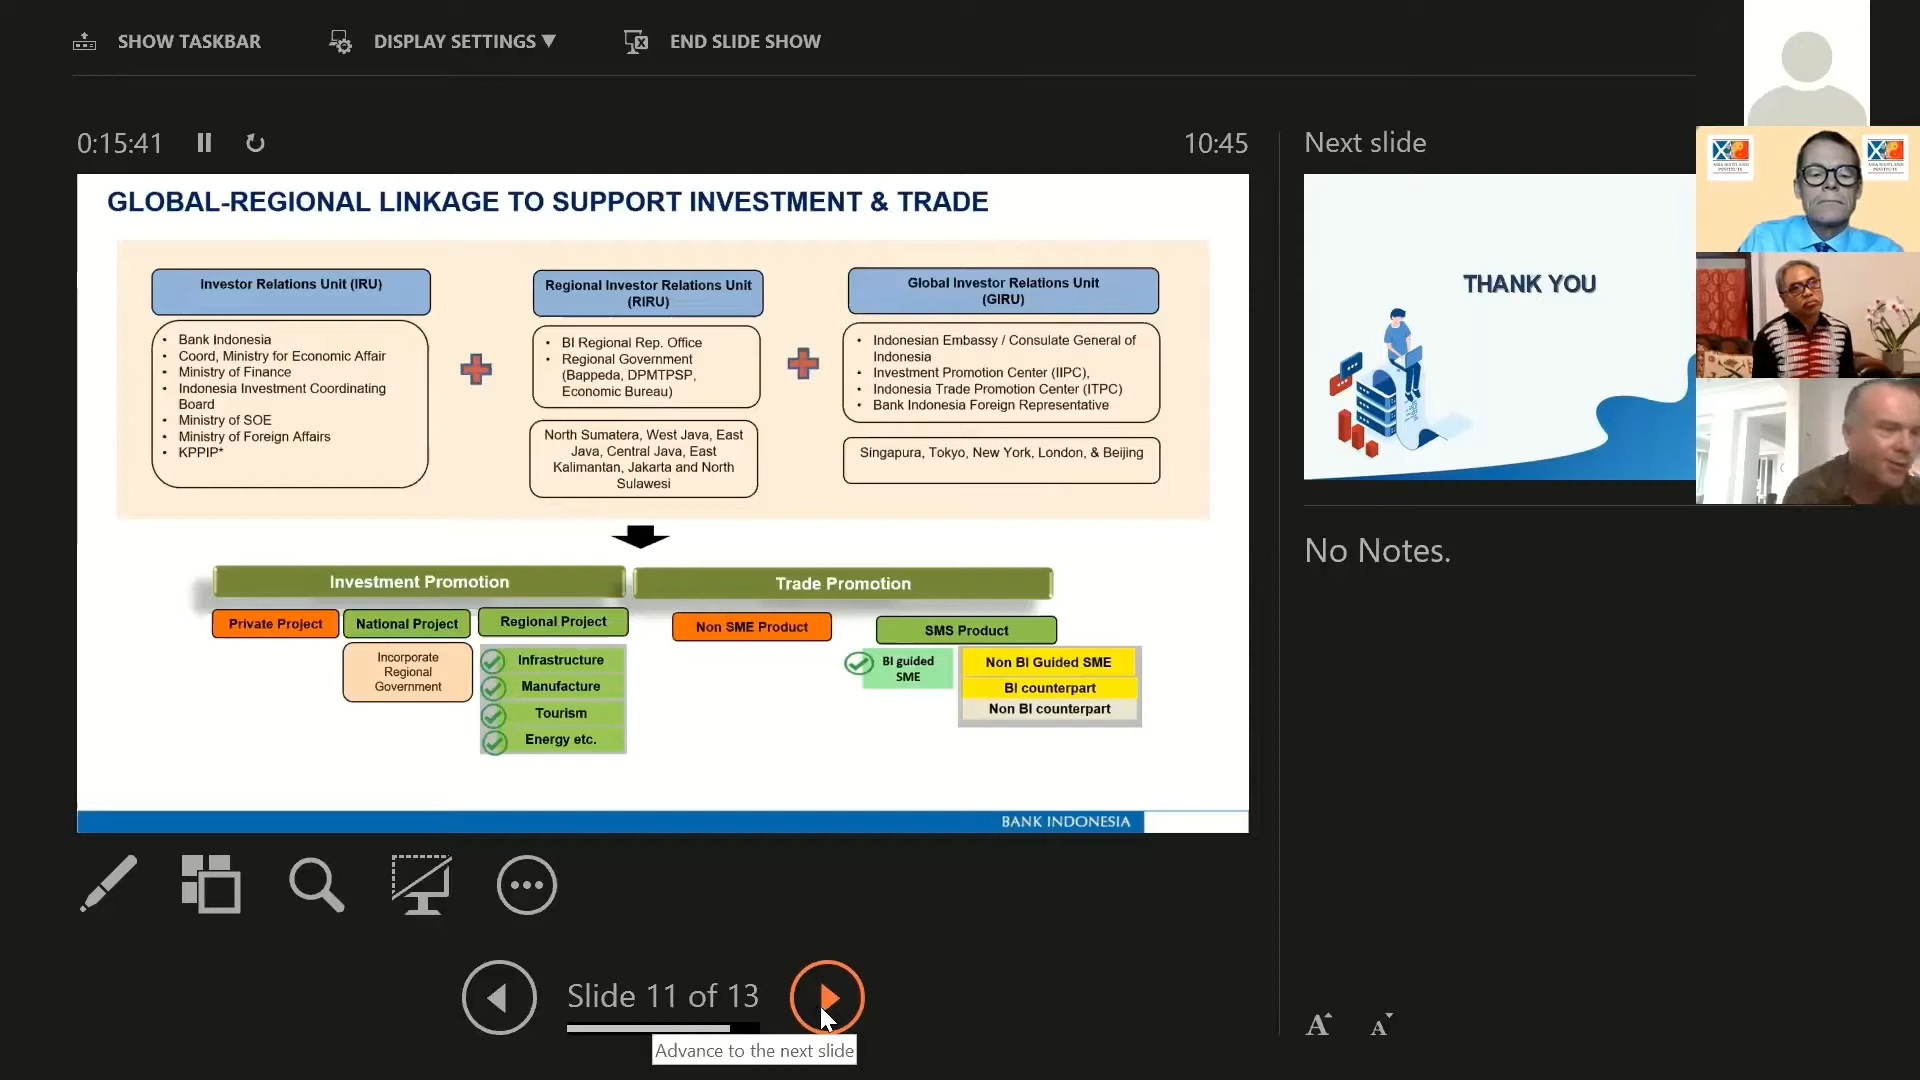 SHOW TASKBAR
DISPLAY SETTINGS ▼
END SLIDE SHOW
0:15:41
10:45
Next slide
GLOBAL-REGIONAL LINKAGE TO SUPPORT INVESTMENT & TRADE
Investor Relations Unit (IRU)
• Bank Indonesia
• Coord, Ministry for Economic Affair
• Ministry of Finance
• Indonesia Investment Coordinating
Board
• Ministry of SOE
• Ministry of Foreign Affairs
• KPPIP*
Regional Investor Relations Unit
(RIRU)
• BI Regional Rep. Office
• Regional Government
(Bappeda, DPMTPSP,
Economic Bureau)
North Sumatera, West Java, East
Java, Central Java, East
Kalimantan, Jakarta and North
Sulawesi
Global Investor Relations Unit
(GIRU)
• Indonesian Embassy / Consulate General of
Indonesia
• Investment Promotion Center (IIPC),
• Indonesia Trade Promotion Center (ITPC)
• Bank Indonesia Foreign Representative
Singapura, Tokyo, New York, London, & Beijing
Investment Promotion
Trade Promotion
Private Project
National Project
Regional Project
Incorporate
Regional
Government
Infrastructure
Manufacture
Tourism
Energy etc.
Non SME Product
SMS Product
BI guided
SME
Non BI Guided SME
BI counterpart
Non BI counterpart
BANK INDONESIA
THANK YOU
ASIA SCOTLAND
INSTITUTE
ASIA SCOTLAND
INSTITUTE
No Notes.
Slide 11 of 13
Advance to the next slide
A
A